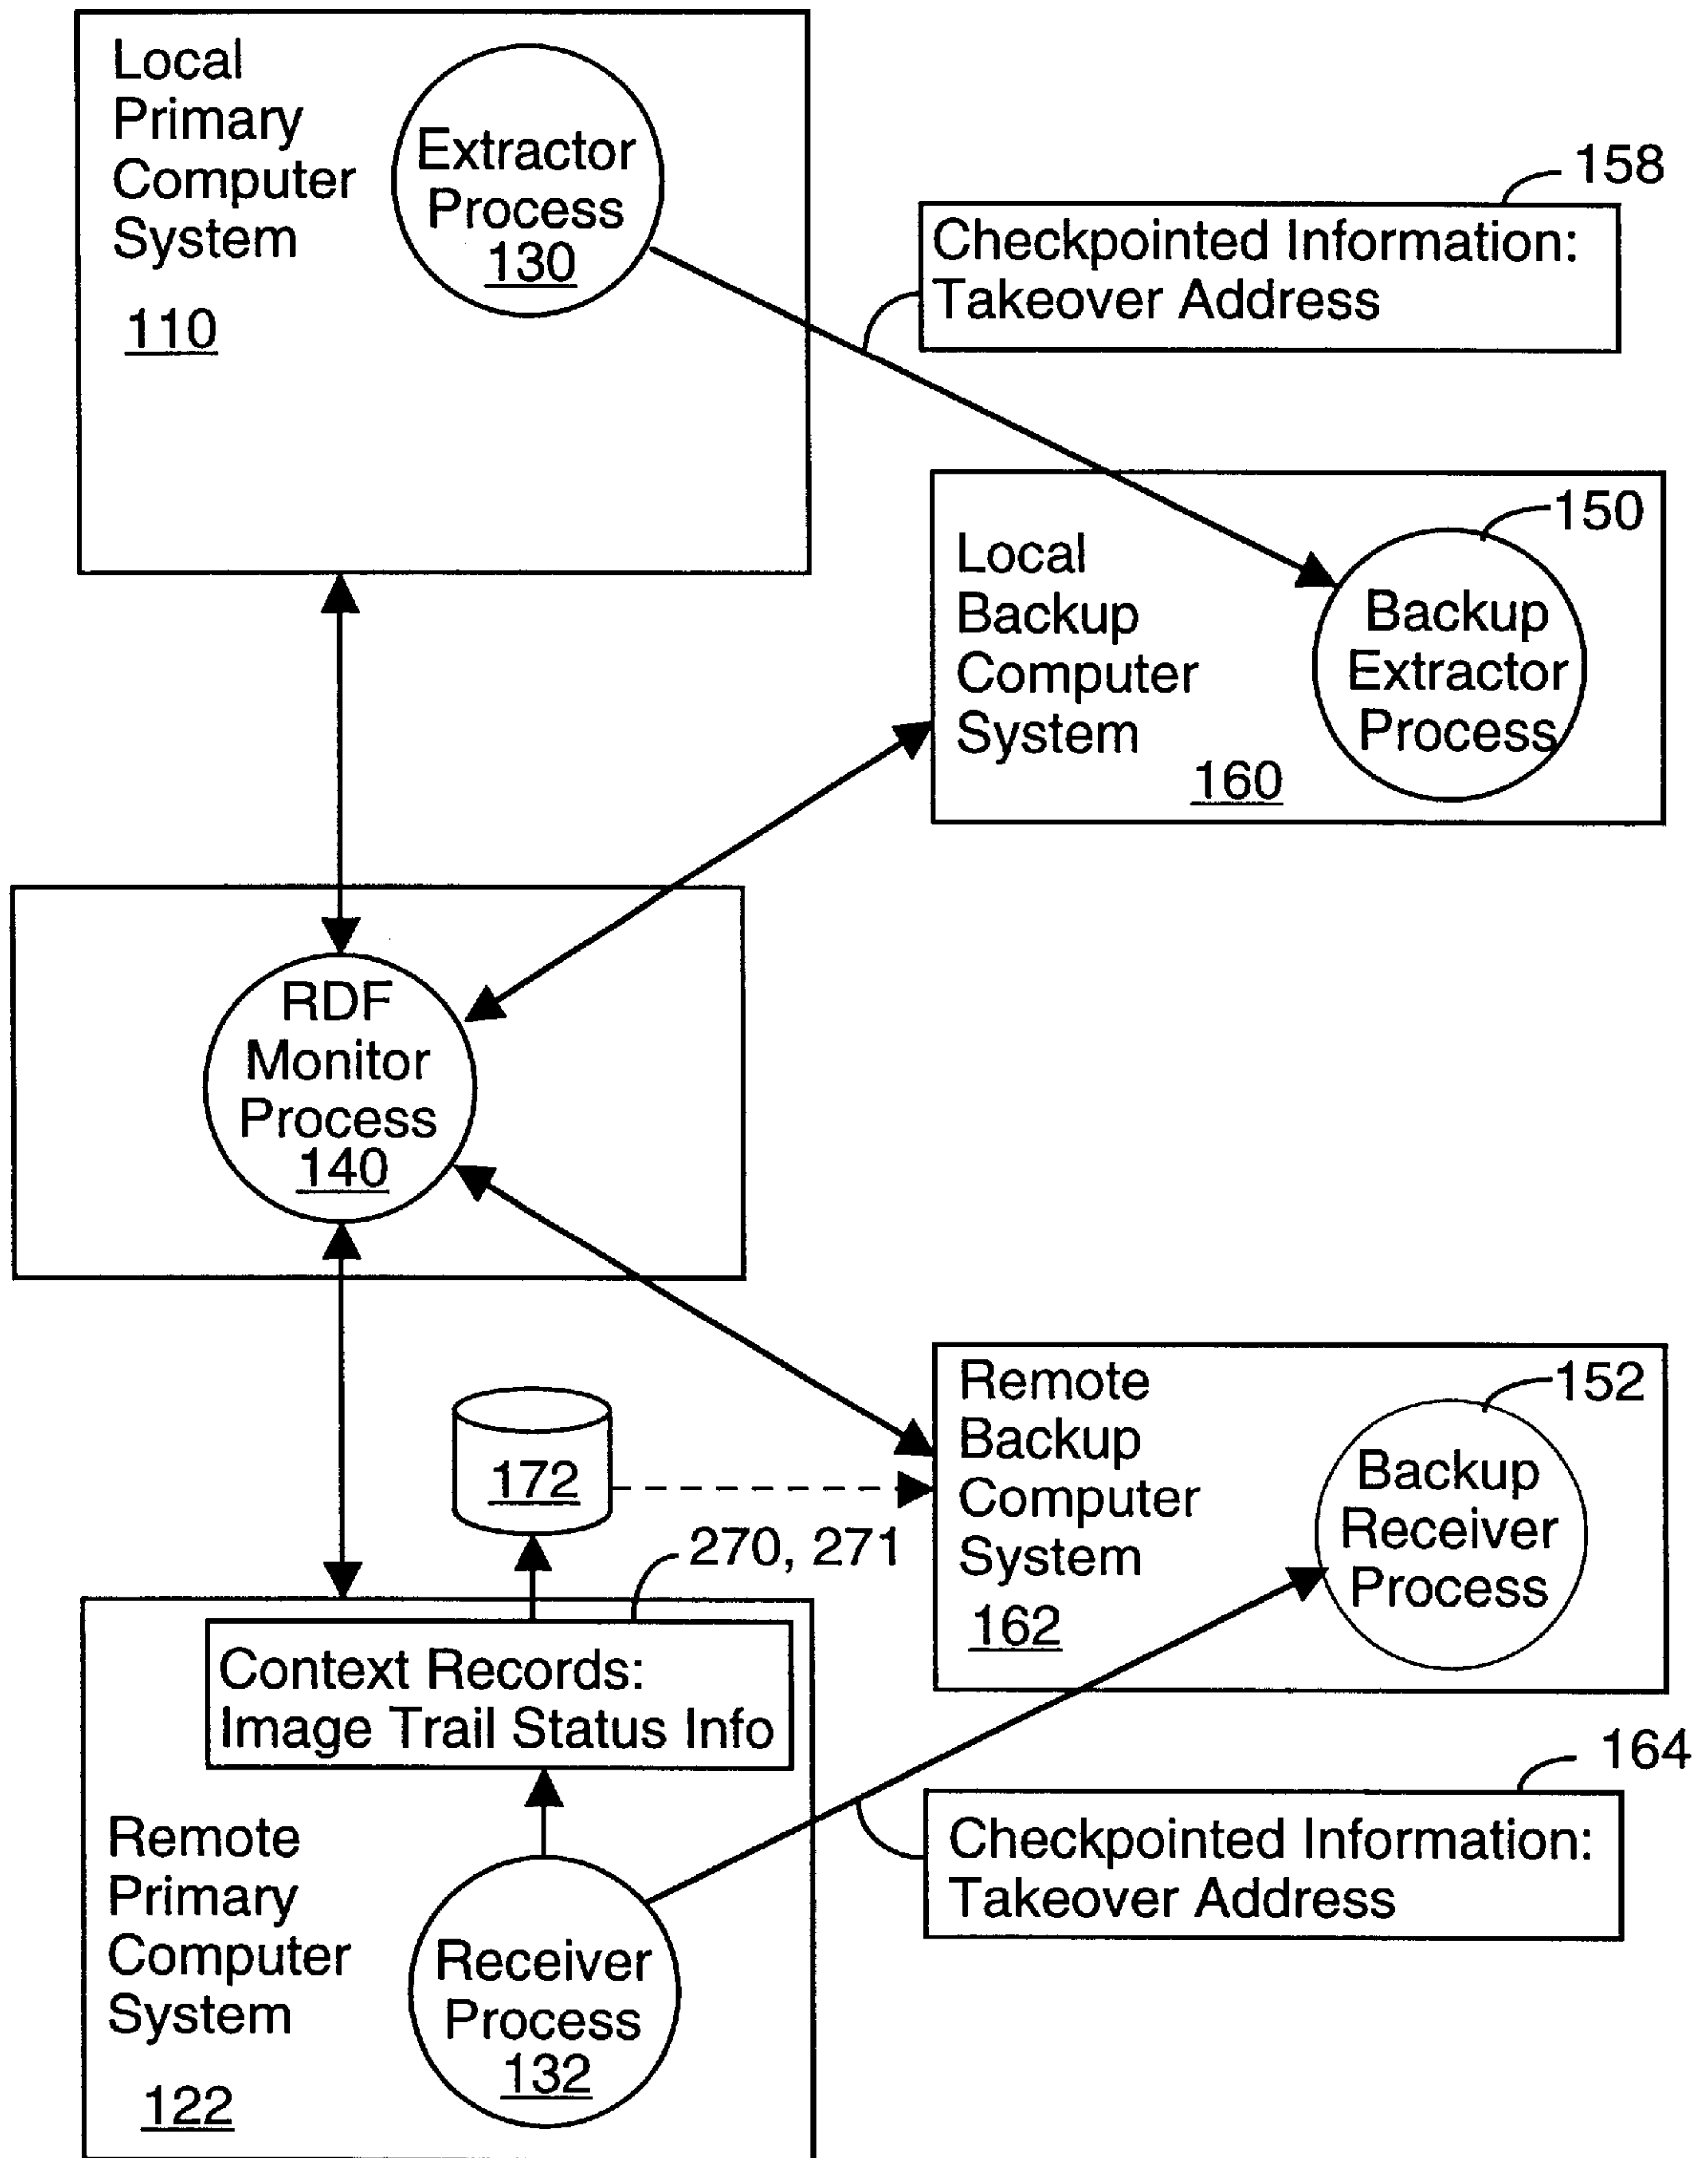 Local
Primary
Computer
System
110
Extractor
Process
130
158
Checkpointed Information:
Takeover Address
150
Local
Backup
Computer
System
160
Backup
Extractor
Process
RDF
Monitor
Process
140
172
270, 271
Remote
Backup
Computer
System
162
152
Backup
Receiver
Process
Context Records:
Image Trail Status Info
164
Checkpointed Information:
Takeover Address
Remote
Primary
Computer
System
122
Receiver
Process
132